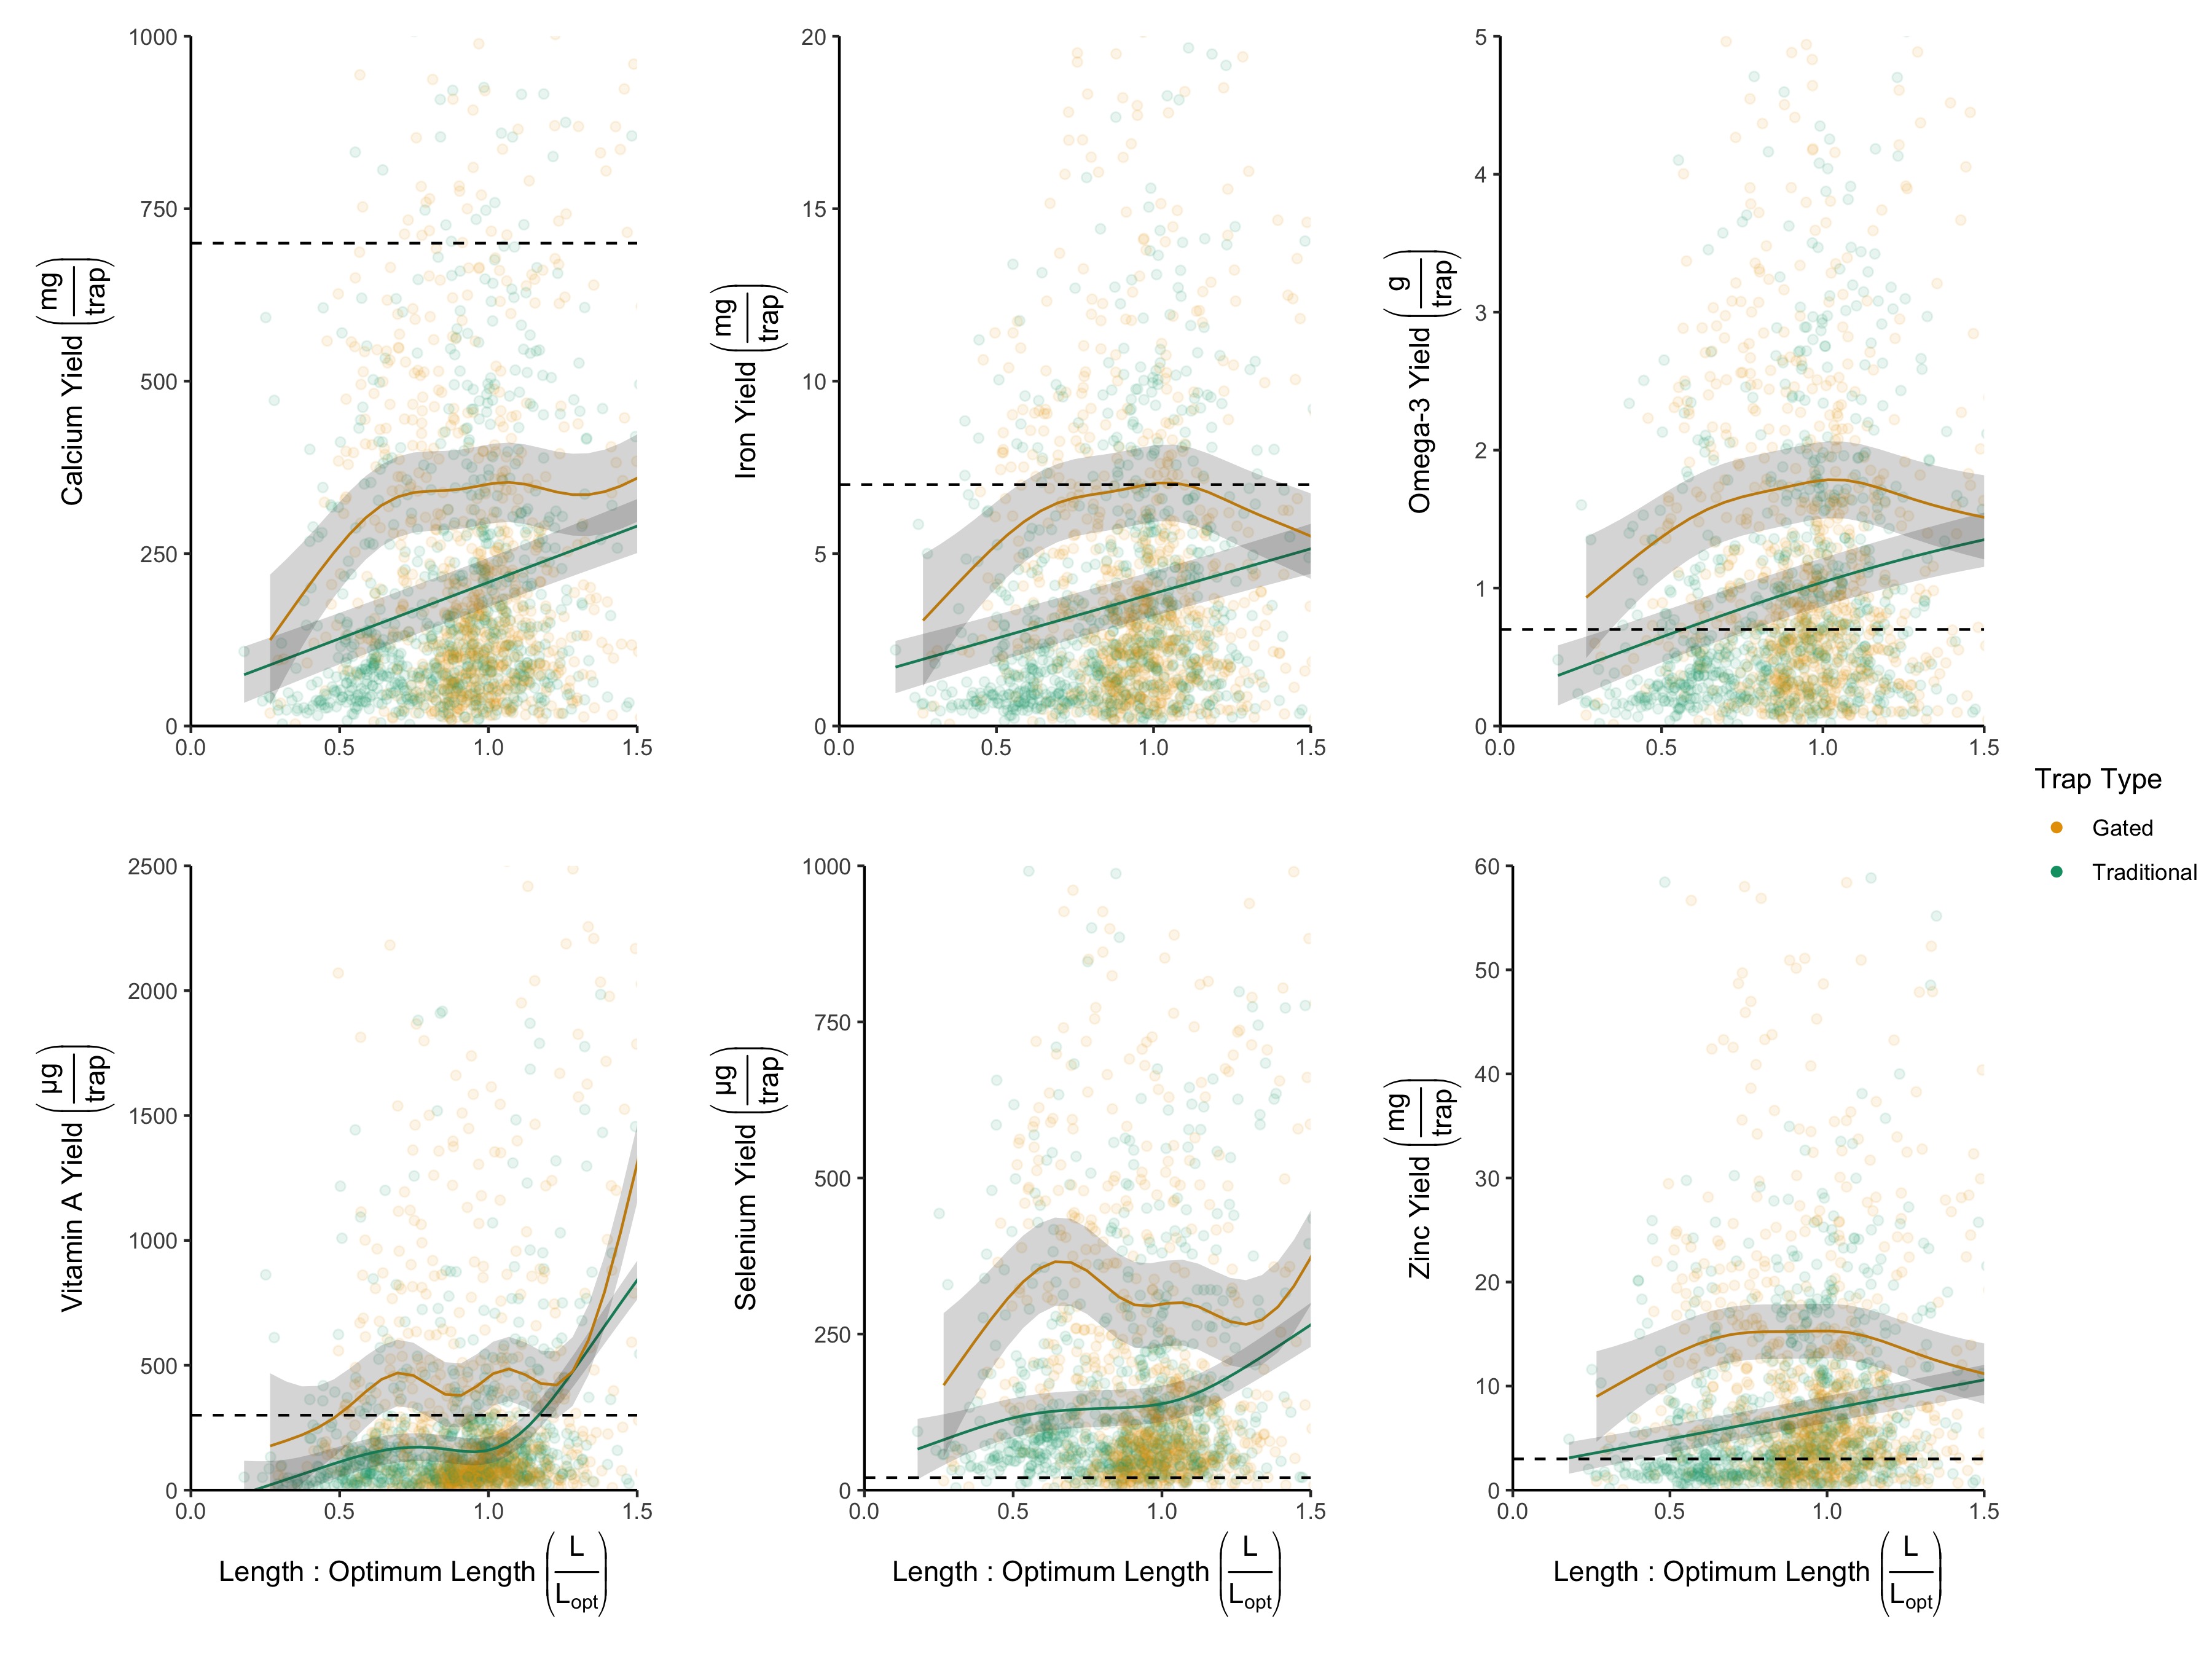 Calcium Yield (mg/trap)
1000
750
500
250
0
0.0 0.5 1.0 1.5
Iron Yield (mg/trap)
20
15
10
5
0
0.0 0.5 1.0 1.5
Omega-3 Yield (g/trap)
5
4
3
2
1
0
0.0 0.5 1.0 1.5
Trap Type
Gated
Traditional
Vitamin A Yield (µg/trap)
2500
2000
1500
1000
500
0
0.0 0.5 1.0 1.5
Length : Optimum Length (L/Lopt)
Selenium Yield (µg/trap)
1000
750
500
250
0
0.0 0.5 1.0 1.5
Length : Optimum Length (L/Lopt)
Zinc Yield (mg/trap)
60
50
40
30
20
10
0
0.0 0.5 1.0 1.5
Length : Optimum Length (L/Lopt)